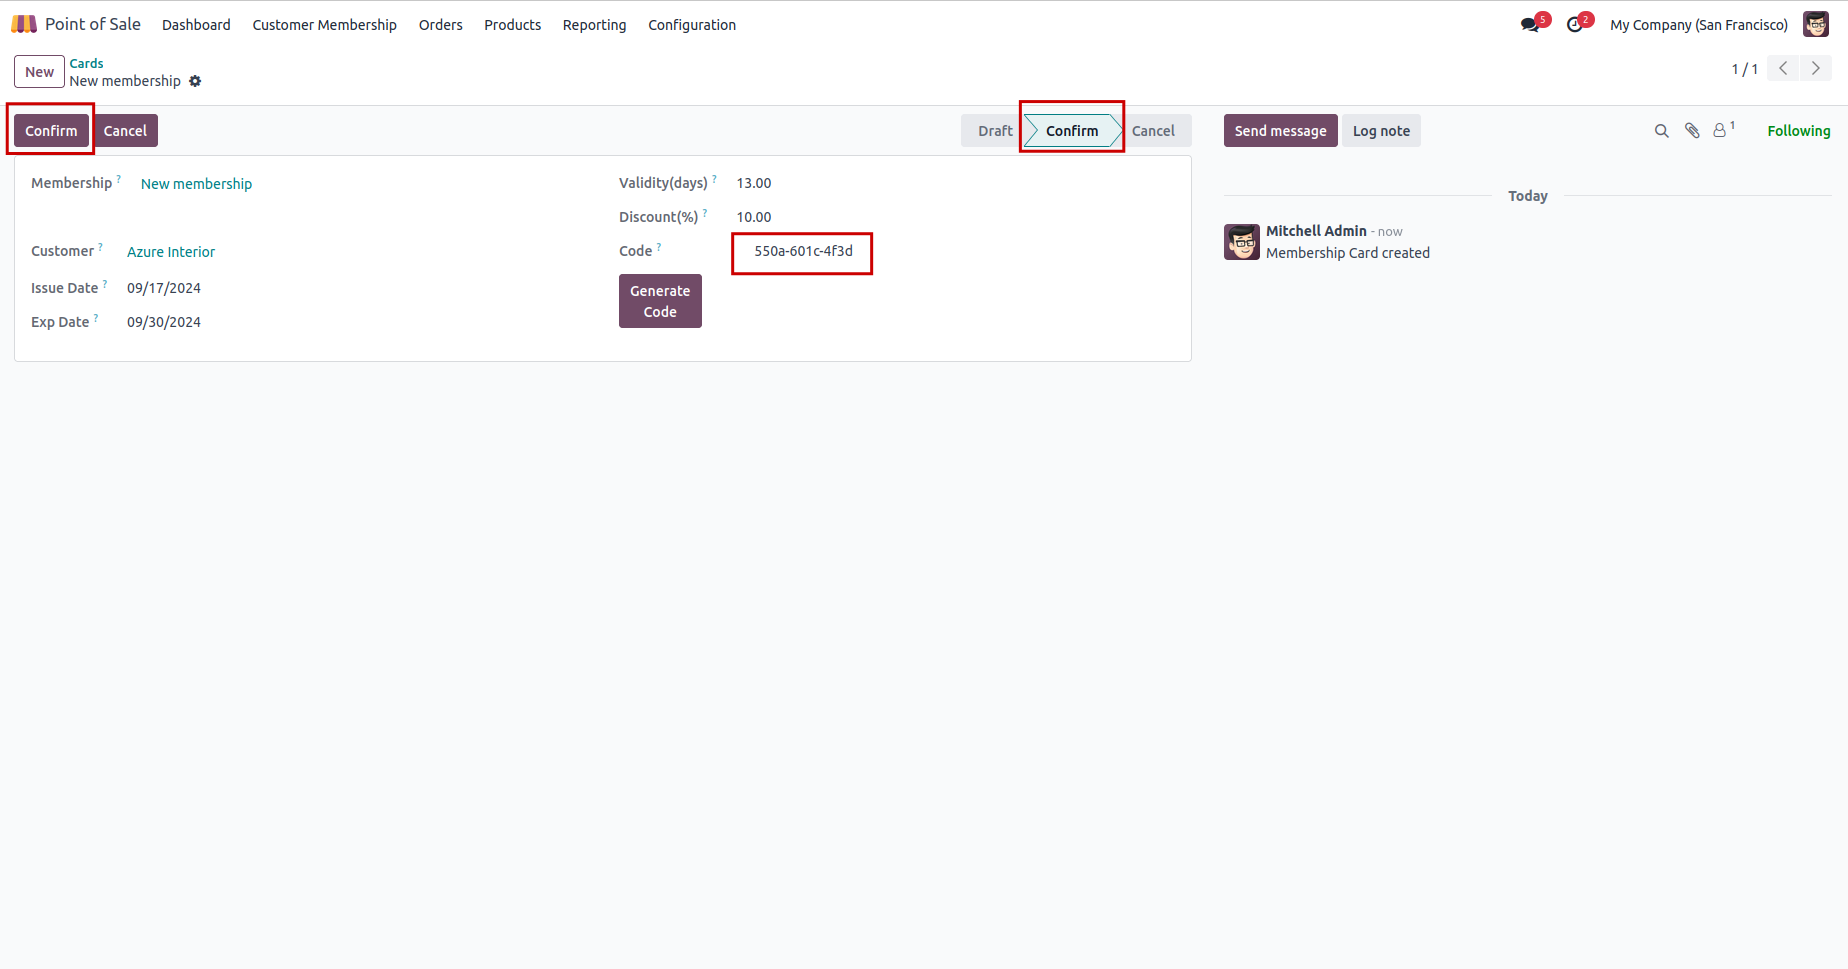 Point of Sale Dashboard Customer Membership Orders Products Reporting Configuration 5 2 My Company (San Francisco)
New Cards
New membership 1 / 1
Confirm Cancel Draft Confirm Cancel Send message Log note 1 Following
Membership ? New membership Validity(days) ? 13.00
Today
Discount(%) ? 10.00
Customer ? Azure Interior Code ? 550a-601c-4f3d
Mitchell Admin - now
Membership Card created
Issue Date ? 09/17/2024
Generate
Code
Exp Date ? 09/30/2024